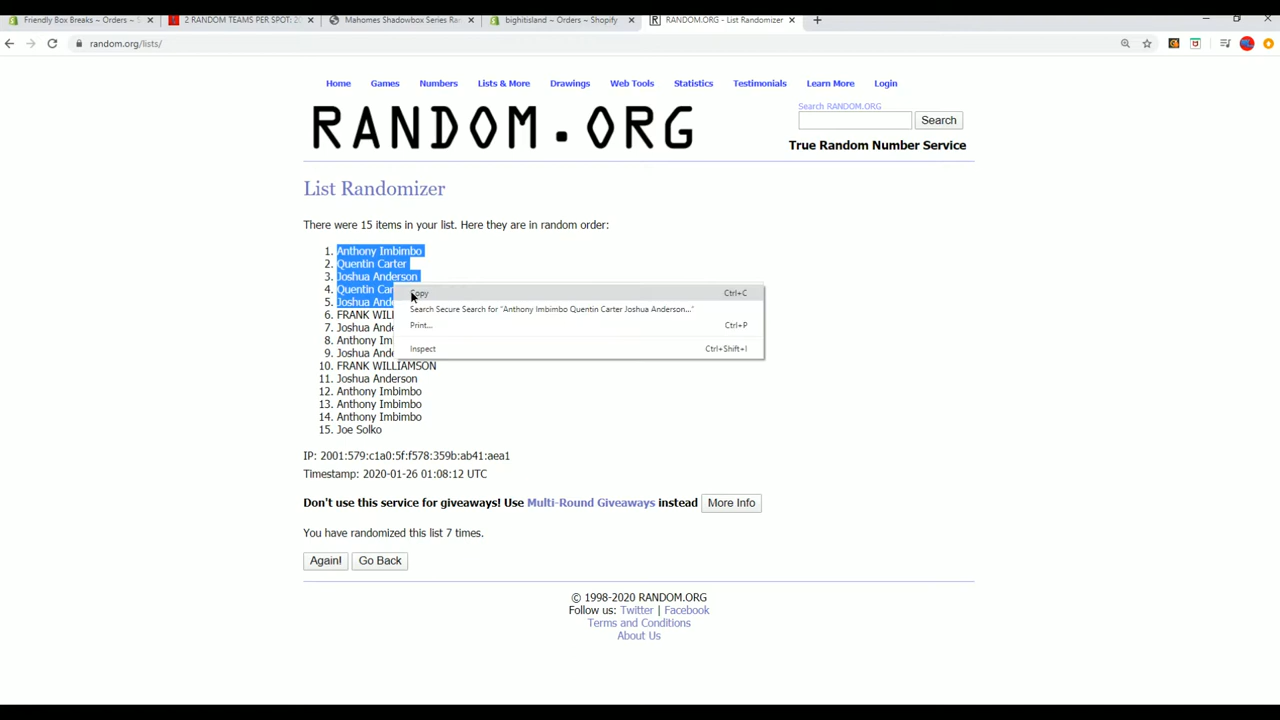 Friendly Box Breaks ~ Orders ~ S
2 RANDOM TEAMS PER SPOT: 20
Mahomes Shadowbox Series Ra
bighitisland ~ Orders ~ Shopify
RANDOM.ORG - List Randomizer
random.org/lists/
Home Games Numbers Lists & More Drawings Web Tools Statistics Testimonials Learn More Login
RANDOM.ORG
Search RANDOM.ORG
Search
True Random Number Service
List Randomizer
There were 15 items in your list. Here they are in random order:
1. Anthony Imbimbo
2. Quentin Carter
3. Joshua Anderson
4. Quentin Car
5. Joshua Ande
6. FRANK WILL
7. Joshua Ande
8. Anthony Im
9. Joshua Ande
10. FRANK WILLIAMSON
11. Joshua Anderson
12. Anthony Imbimbo
13. Anthony Imbimbo
14. Anthony Imbimbo
15. Joe Solko
Copy Ctrl+C
Search Secure Search for "Anthony Imbimbo Quentin Carter Joshua Anderson..."
Print... Ctrl+P
Inspect Ctrl+Shift+I
IP: 2001:579:c1a0:5f:f578:359b:ab41:aea1
Timestamp: 2020-01-26 01:08:12 UTC
Don't use this service for giveaways! Use Multi-Round Giveaways instead More Info
You have randomized this list 7 times.
Again! Go Back
© 1998-2020 RANDOM.ORG
Follow us: Twitter | Facebook
Terms and Conditions
About Us